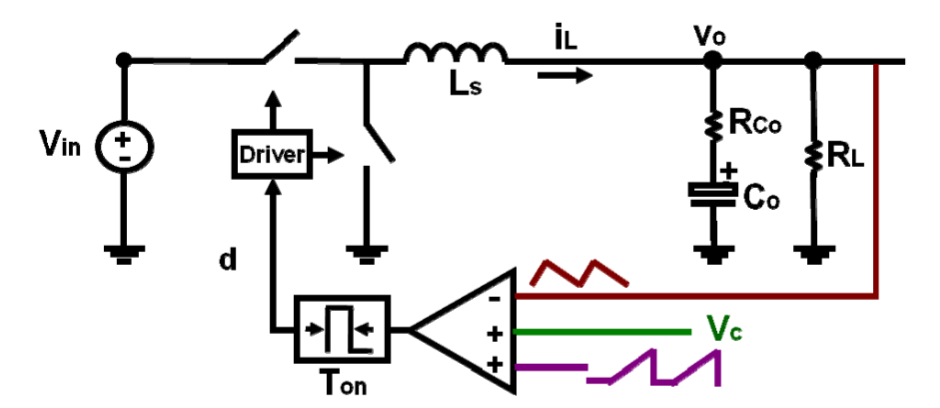 iL
vo
Ls
Vin
+
-
Driver
RCo
+
Co
RL
d
-
+
+
Vc
Ton